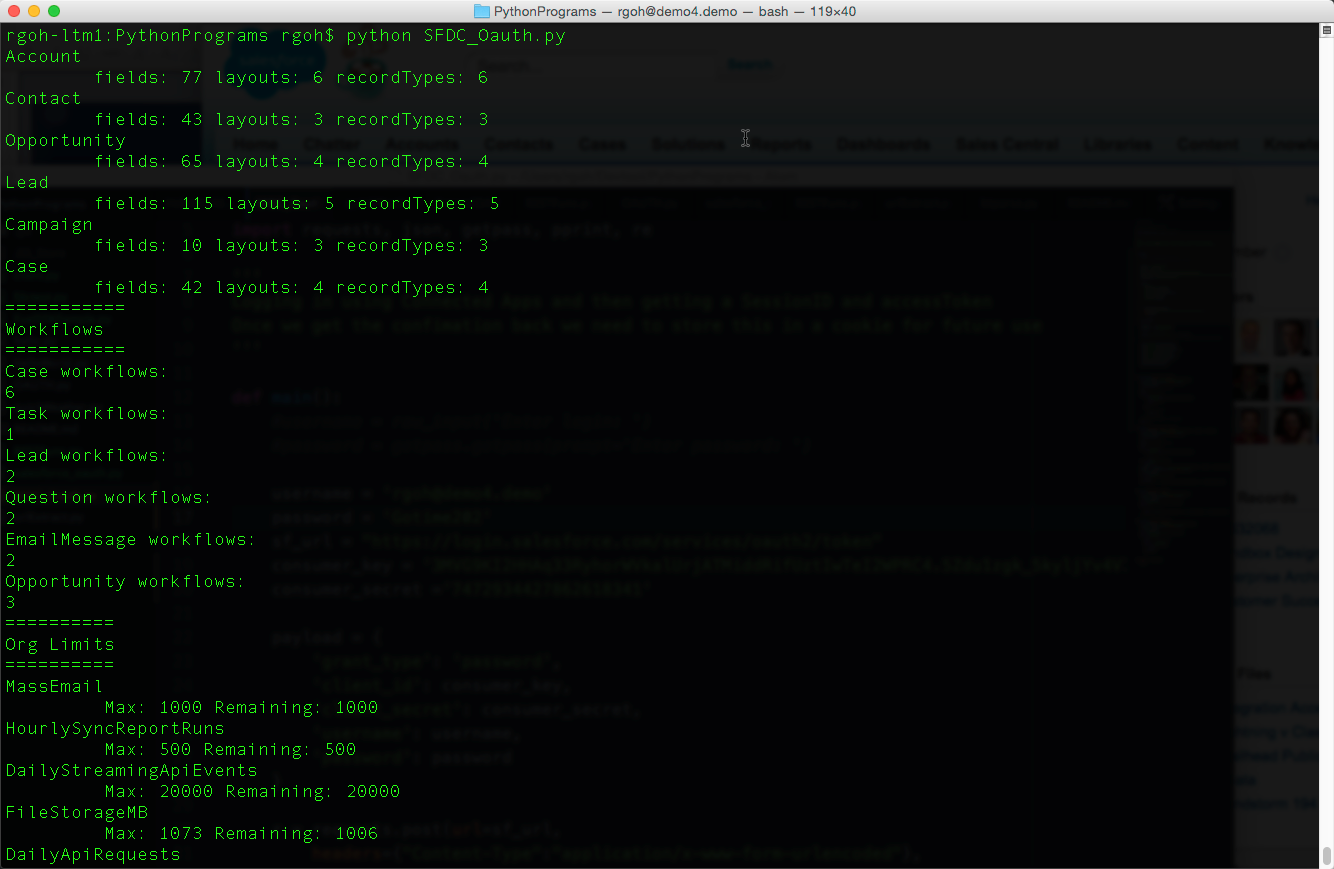 PythonPrograms — rgoh@demo4.demo — bash — 119×40
rgoh-ltm1:PythonPrograms rgoh$ python SFDC_Oauth.py
Account
fields: 77 layouts: 6 recordTypes: 6
Contact
fields: 43 layouts: 3 recordTypes: 3
Opportunity
fields: 65 layouts: 4 recordTypes: 4
Lead
fields: 115 layouts: 5 recordTypes: 5
Campaign
fields: 10 layouts: 3 recordTypes: 3
Case
fields: 42 layouts: 4 recordTypes: 4
===========
Workflows
===========
Case workflows:
6
Task workflows:
1
Lead workflows:
2
Question workflows:
2
EmailMessage workflows:
2
Opportunity workflows:
3
==========
Org Limits
==========
MassEmail
Max: 1000 Remaining: 1000
HourlySyncReportRuns
Max: 500 Remaining: 500
DailyStreamingApiEvents
Max: 20000 Remaining: 20000
FileStorageMB
Max: 1073 Remaining: 1006
DailyApiRequests